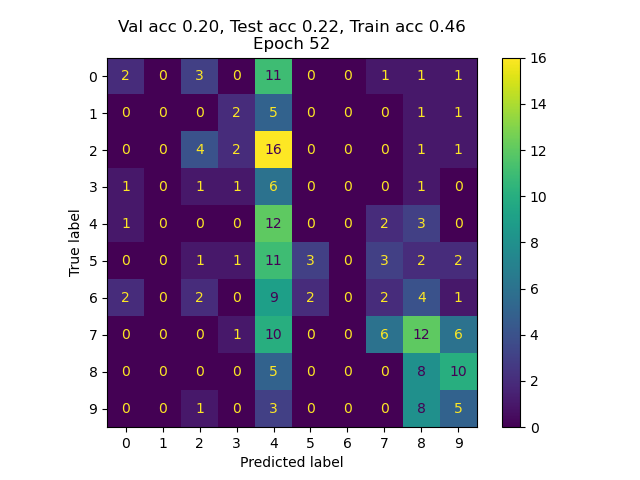 Val acc 0.20, Test acc 0.22, Train acc 0.46
Epoch 52
0 2 0 3 0 11 0 0 1 1 1
1 0 0 0 2 5 0 0 0 1 1
2 0 0 4 2 16 0 0 0 1 1
3 1 0 1 1 6 0 0 0 1 0
4 1 0 0 0 12 0 0 2 3 0
5 0 0 1 1 11 3 0 3 2 2
6 2 0 2 0 9 2 0 2 4 1
7 0 0 0 1 10 0 0 6 12 6
8 0 0 0 0 5 0 0 0 8 10
9 0 0 1 0 3 0 0 0 8 5
0 1 2 3 4 5 6 7 8 9
Predicted label
True label
16
14
12
10
8
6
4
2
0